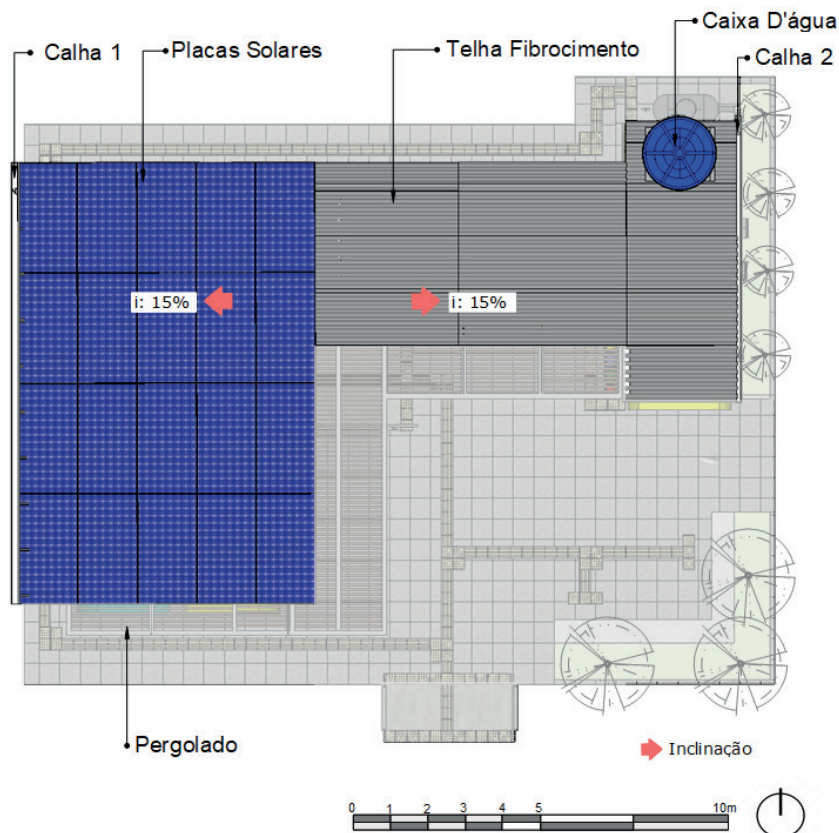 Caixa D'água
Calha 1
Placas Solares
Telha Fibrocimento
Calha 2
i: 15%
i: 15%
Pergolado
Inclinação
0 1 2 3 4 5 10m